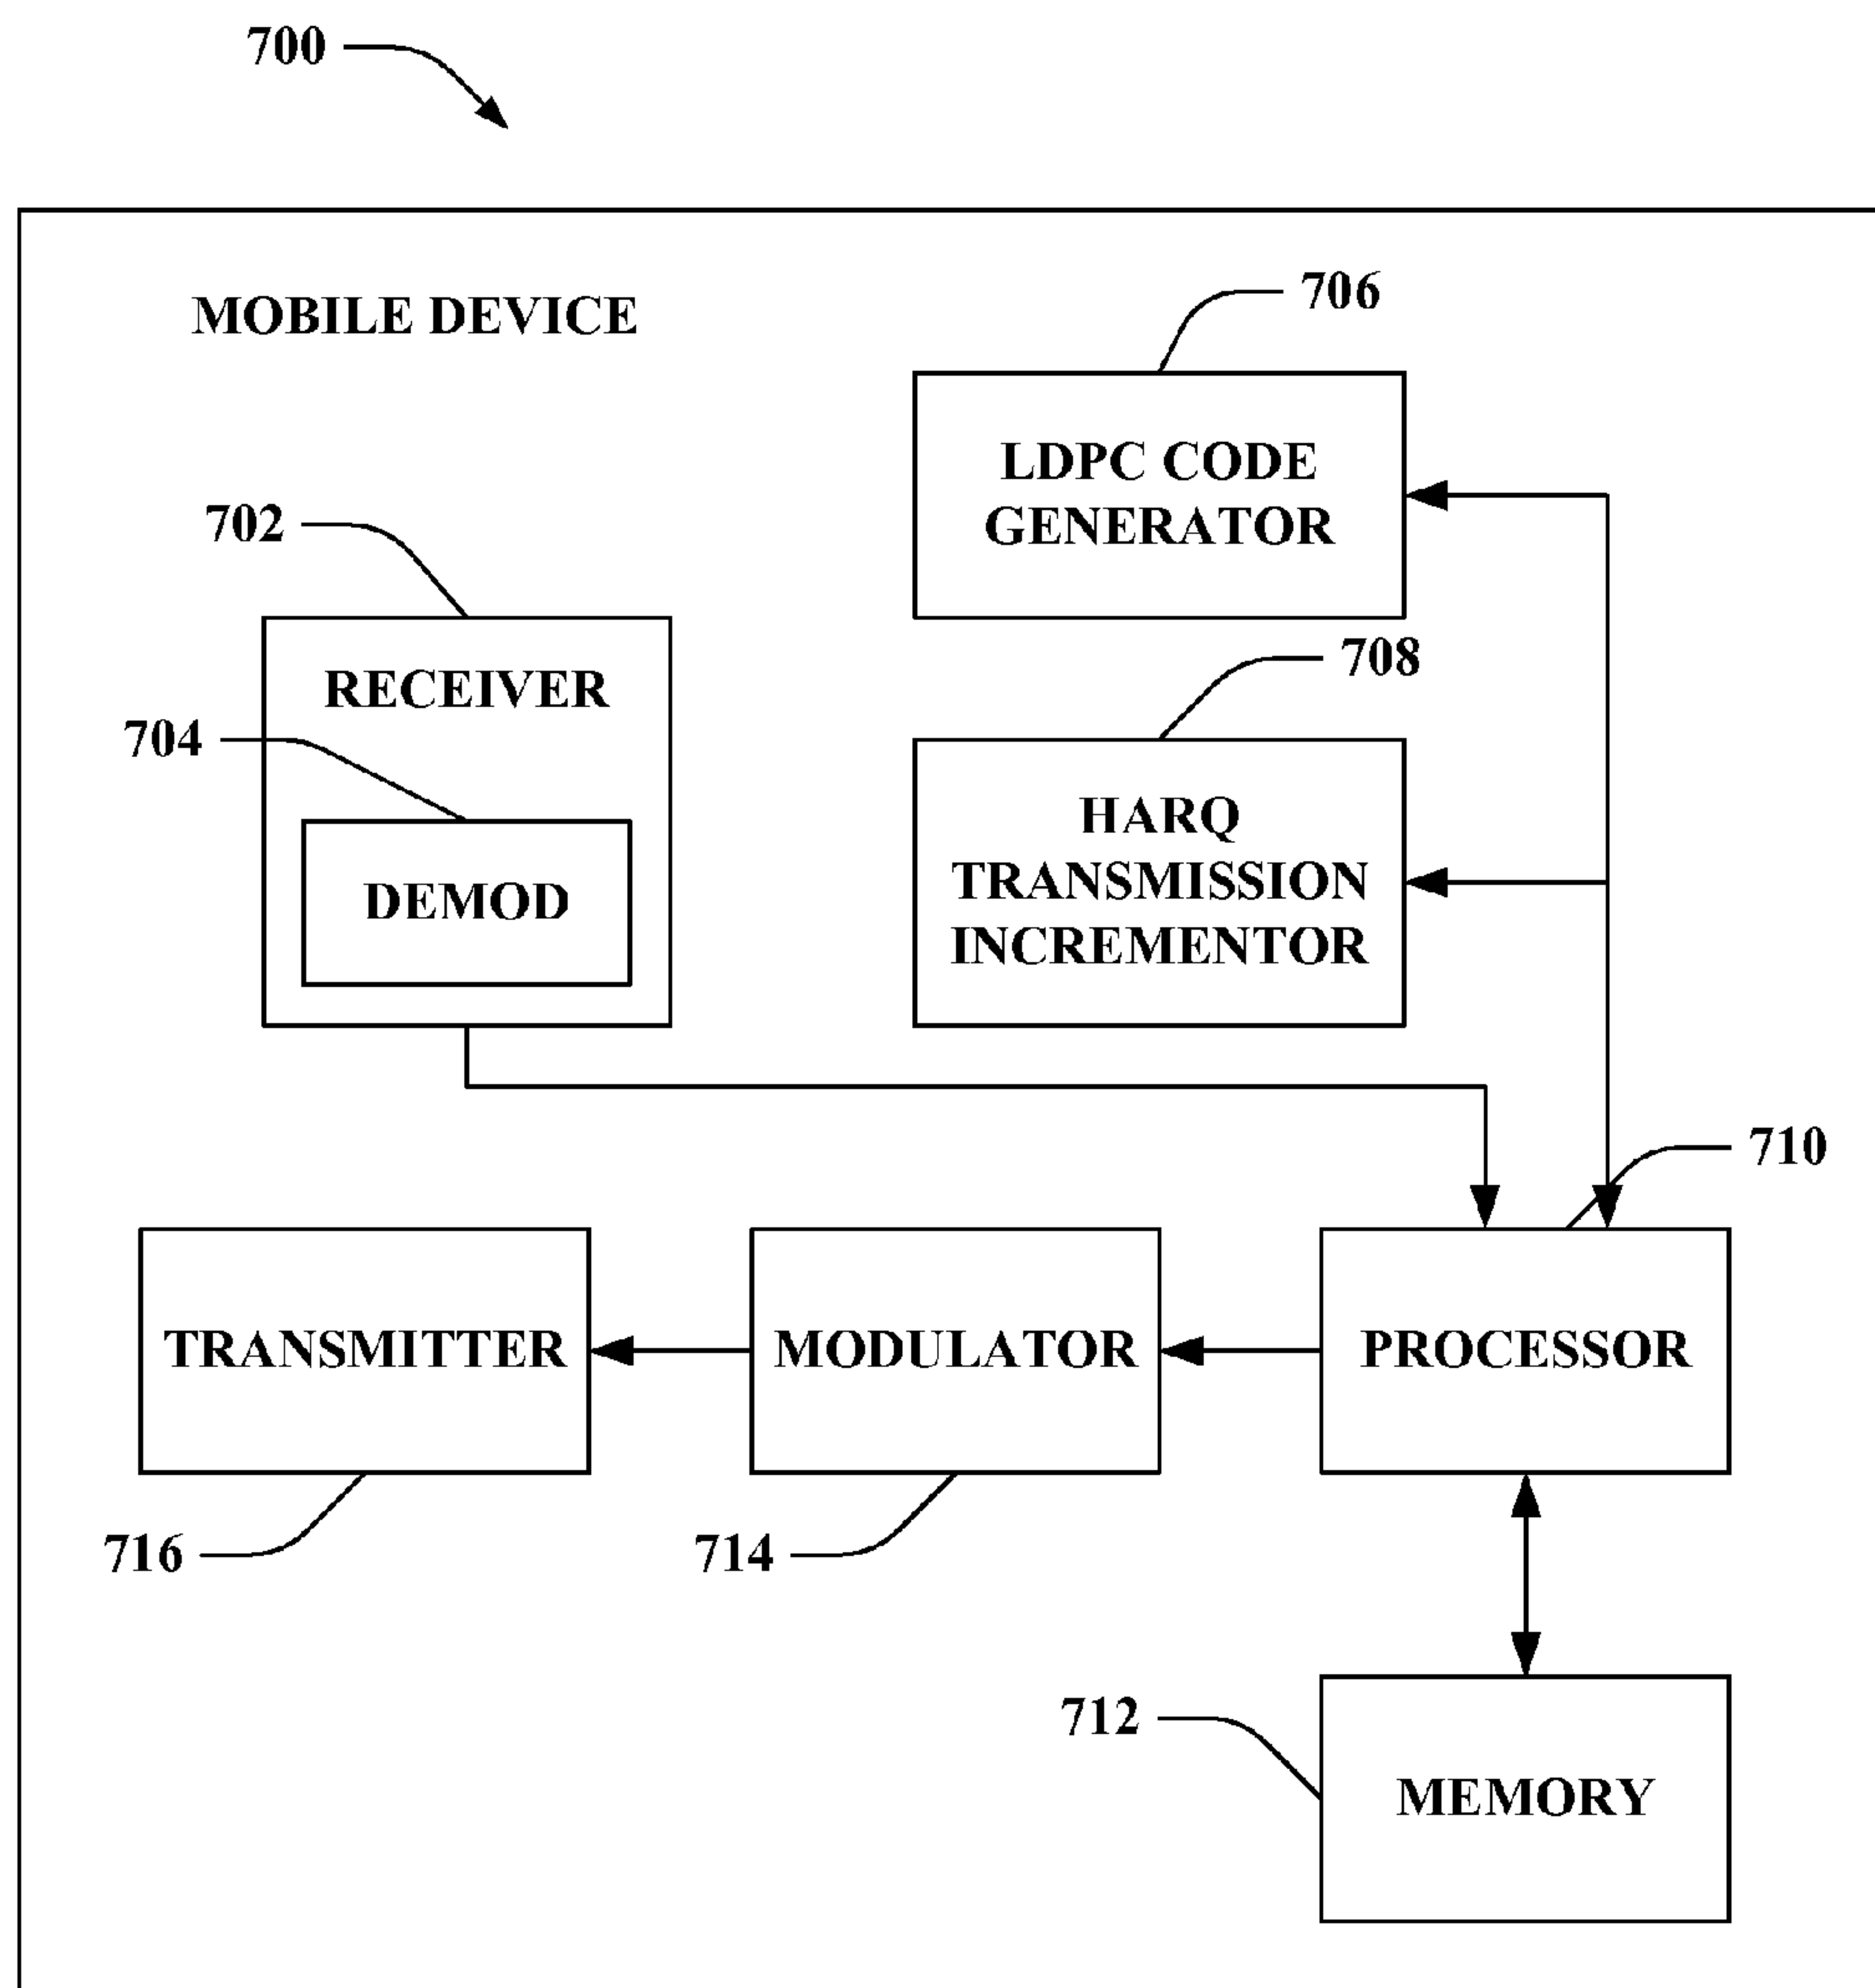 700
MOBILE DEVICE
706
LDPC CODE
GENERATOR
702
RECEIVER
708
704
DEMOD
HARQ
TRANSMISSION
INCREMENTOR
710
TRANSMITTER
MODULATOR
PROCESSOR
716
714
712
MEMORY